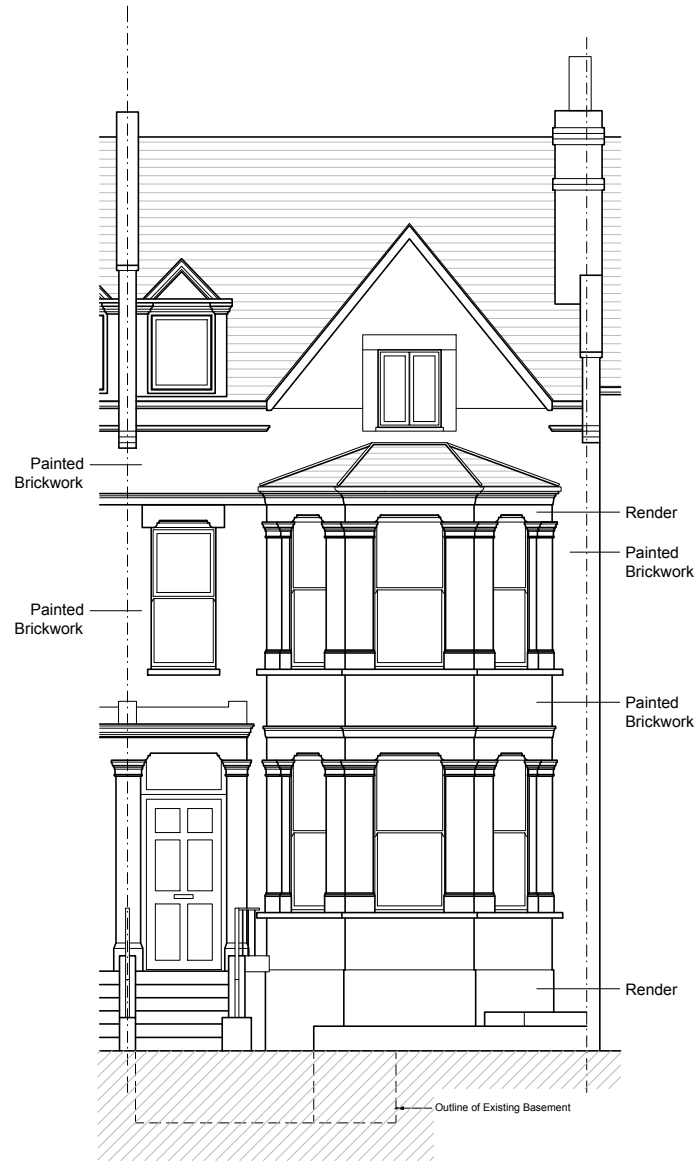 Painted
Brickwork
Render
Painted
Brickwork
Painted
Brickwork
Painted
Brickwork
Render
Outline of Existing Basement